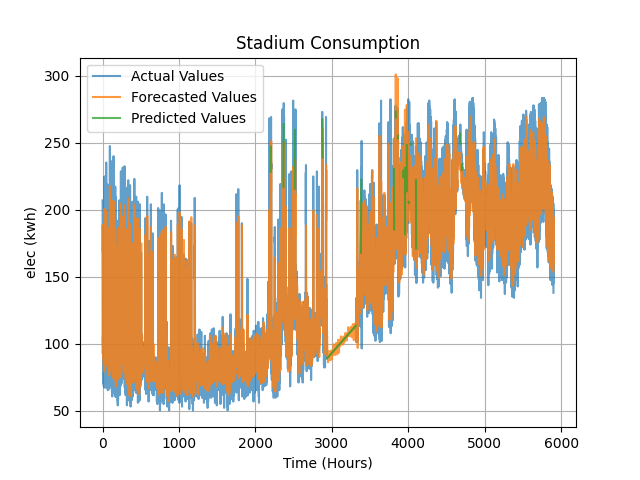 Stadium Consumption
Actual Values
Forecasted Values
Predicted Values
elec (kwh)
300
250
200
150
100
50
0
1000
2000
3000
4000
5000
6000
Time (Hours)